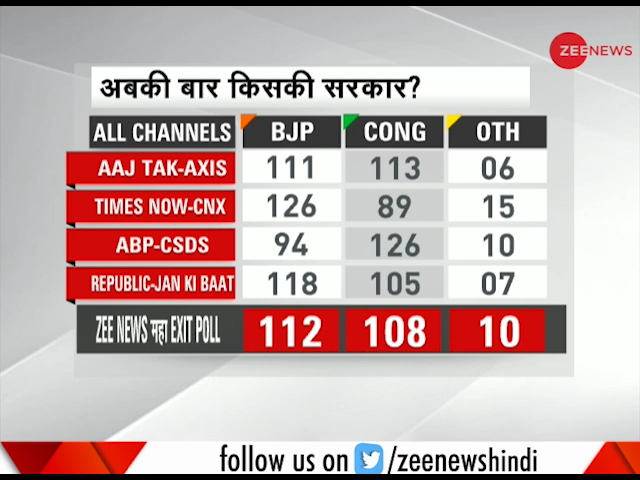 ZEENEWS
अबकी बार किसकी सरकार?
ALL CHANNELS BJP CONG OTH
AAJ TAK-AXIS 111 113 06
TIMES NOW-CNX 126 89 15
ABP-CSDS 94 126 10
REPUBLIC-JAN KI BAAT 118 105 07
ZEE NEWS महा EXIT POLL 112 108 10
follow us on /zeenewshindi